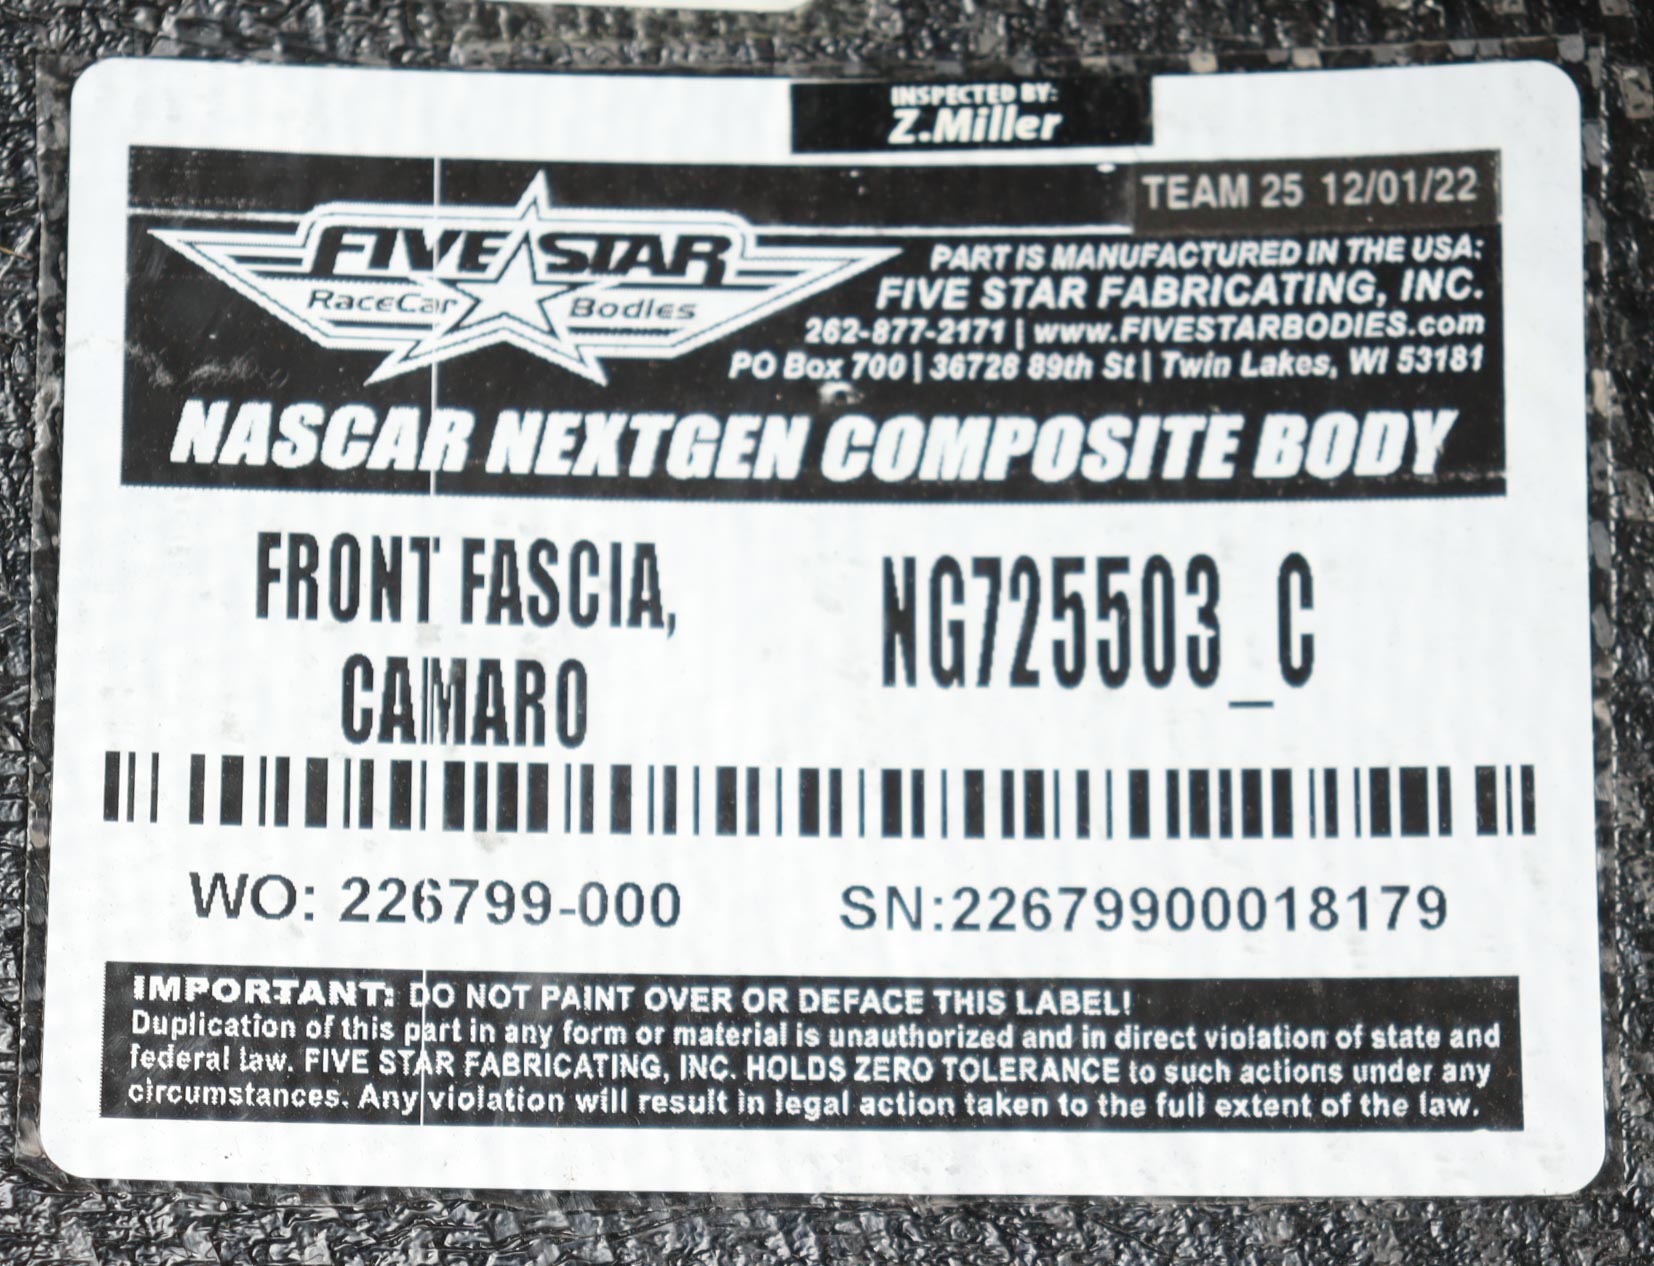 INSPECTED BY:
Z.Miller
TEAM 25 12/01/22
FIVE STAR
RaceCar Bodies
PART IS MANUFACTURED IN THE USA:
FIVE STAR FABRICATING, INC.
262-877-2171 | www.FIVESTARBODIES.com
PO Box 700 | 36728 89th St | Twin Lakes, WI 53181
NASCAR NEXTGEN COMPOSITE BODY
FRONT FASCIA,
CAMARO
NG725503_C
WO: 226799-000
SN:22679900018179
IMPORTANT: DO NOT PAINT OVER OR DEFACE THIS LABEL!
Duplication of this part in any form or material is unauthorized and in direct violation of state and
federal law. FIVE STAR FABRICATING, INC. HOLDS ZERO TOLERANCE to such actions under any
circumstances. Any violation will result in legal action taken to the full extent of the law.